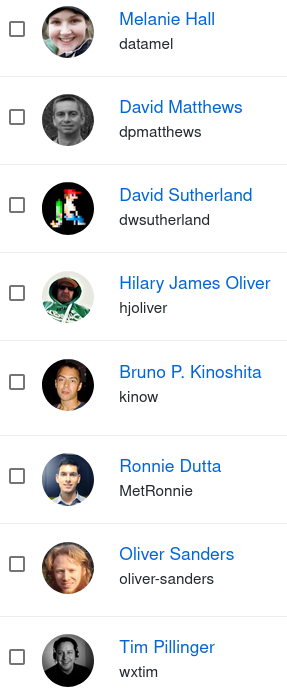 Melanie Hall
datamel
David Matthews
dpmatthews
David Sutherland
dwsutherland
Hilary James Oliver
hjoliver
Bruno P. Kinoshita
kinow
Ronnie Dutta
MetRonnie
Oliver Sanders
oliver-sanders
Tim Pillinger
wxtim